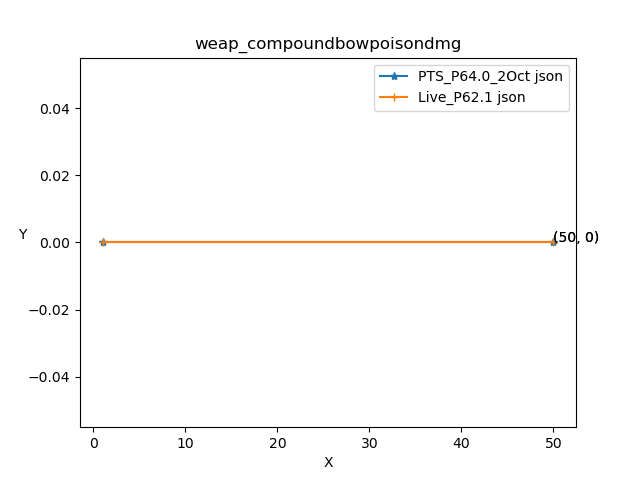 weap_compoundbowpoisondmg
PTS_P64.0_2Oct json
Live_P62.1 json
0.04
0.02
Y
0.00
(50, 0)
−0.02
−0.04
0
10
20
30
40
50
X